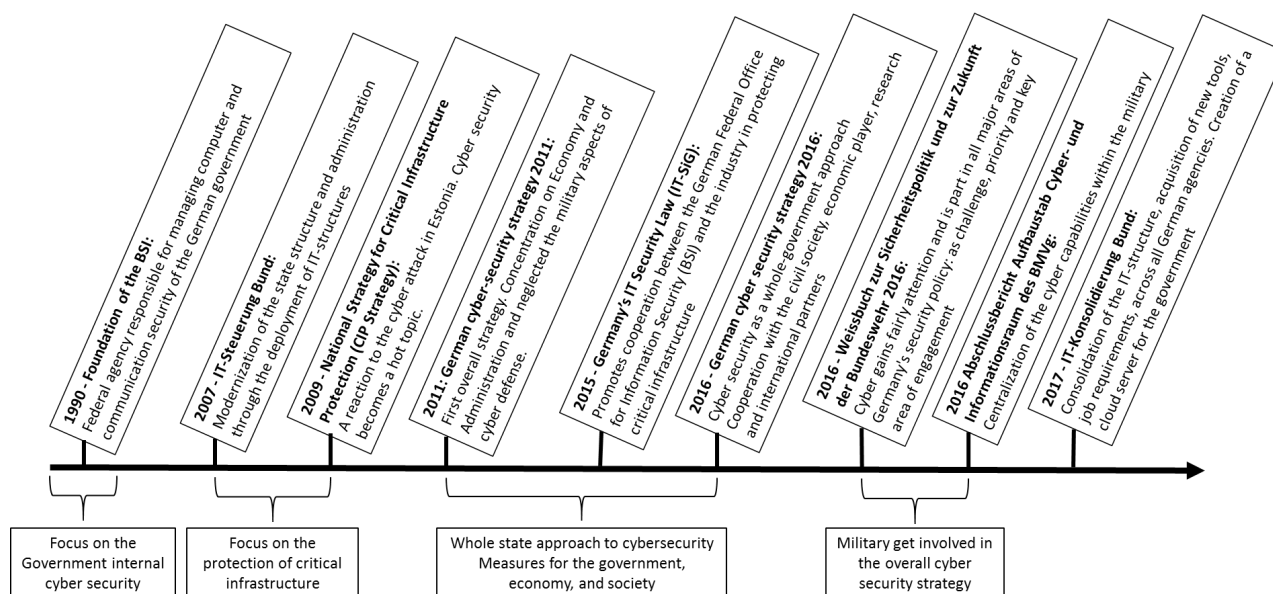 1990 - Foundation of the BSI:
Federal agency responsible for managing computer and
communication security of the German government
2007 - IT-Steuerung Bund:
Modernization of the state structure and administration
through the deployment of IT-structures
2009 - National Strategy for Critical Infrastructure
Protection (CIP Strategy):
A reaction to the cyber attack in Estonia. Cyber security
becomes a hot topic.
2011: German cyber-security strategy 2011:
First overall strategy. Concentration on Economy and
Administration and neglected the military aspects of
cyber defense.
2015 - Germany's IT Security Law (IT-SiG):
Promotes cooperation between the German Federal Office
for Information Security (BSI) and the industry in protecting
critical infrastructure
2016 - German cyber security strategy 2016:
Cyber security as a whole-government approach
Cooperation with the civil society, economic player, research
and international partners
2016 - Weissbuch zur Sicherheitspolitik und zur Zukunft
der Bundeswehr 2016:
Cyber gains fairly attention and is part in all major areas of
Germany's security policy: as challenge, priority and key
area of engagement
2016 Abschlussbericht Aufbaustab Cyber- und
Informationsraum des BMVg:
Centralization of the cyber capabilities within the military
2017 - IT-Konsolidierung Bund:
Consolidation of the IT-structure, acquisition of new tools,
job requirements, across all German agencies. Creation of a
cloud server for the government
Focus on the
Government internal
cyber security
Focus on the
protection of critical
infrastructure
Whole state approach to cybersecurity
Measures for the government,
economy, and society
Military get involved in
the overall cyber
security strategy